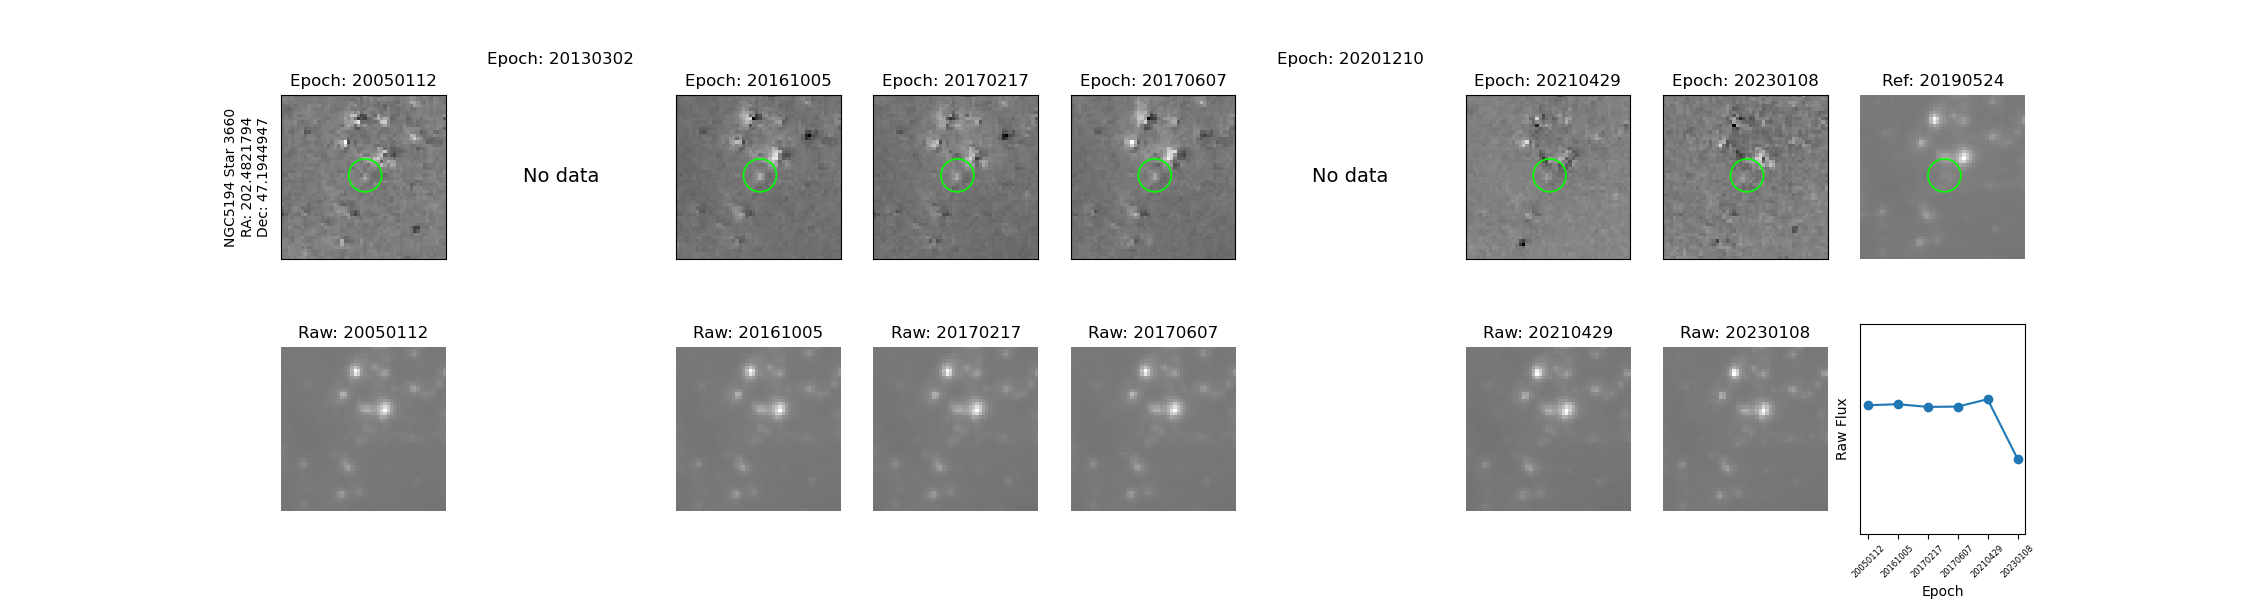 Epoch: 20130302
Epoch: 20201210
Epoch: 20050112
Epoch: 20161005
Epoch: 20170217
Epoch: 20170607
Epoch: 20210429
Epoch: 20230108
Ref: 20190524
NGC5194 Star 3660
RA: 202.4821794
Dec: 47.1944947
No data
No data
Raw: 20050112
Raw: 20161005
Raw: 20170217
Raw: 20170607
Raw: 20210429
Raw: 20230108
Raw Flux
20050112
20161005
20170217
20170607
20210429
20230108
Epoch